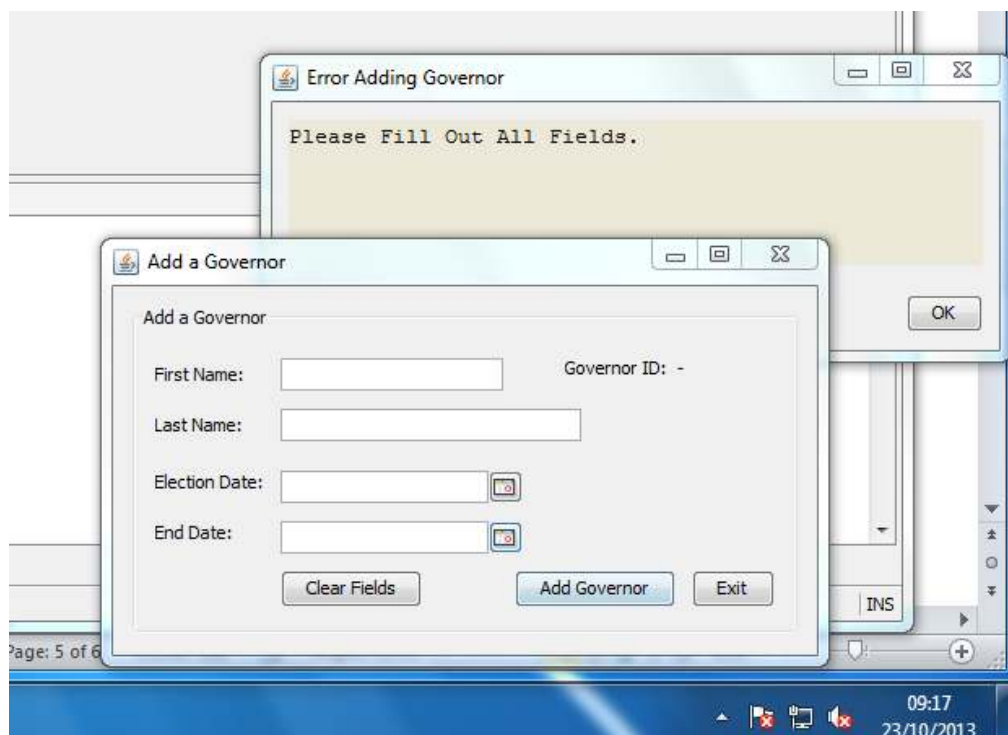 Error Adding Governor
Please Fill Out All Fields.
OK
Add a Governor
Add a Governor
First Name:
Governor ID: -
Last Name:
Election Date:
End Date:
Clear Fields
Add Governor
Exit
INS
Page: 5 of 6
09:17
23/10/2013